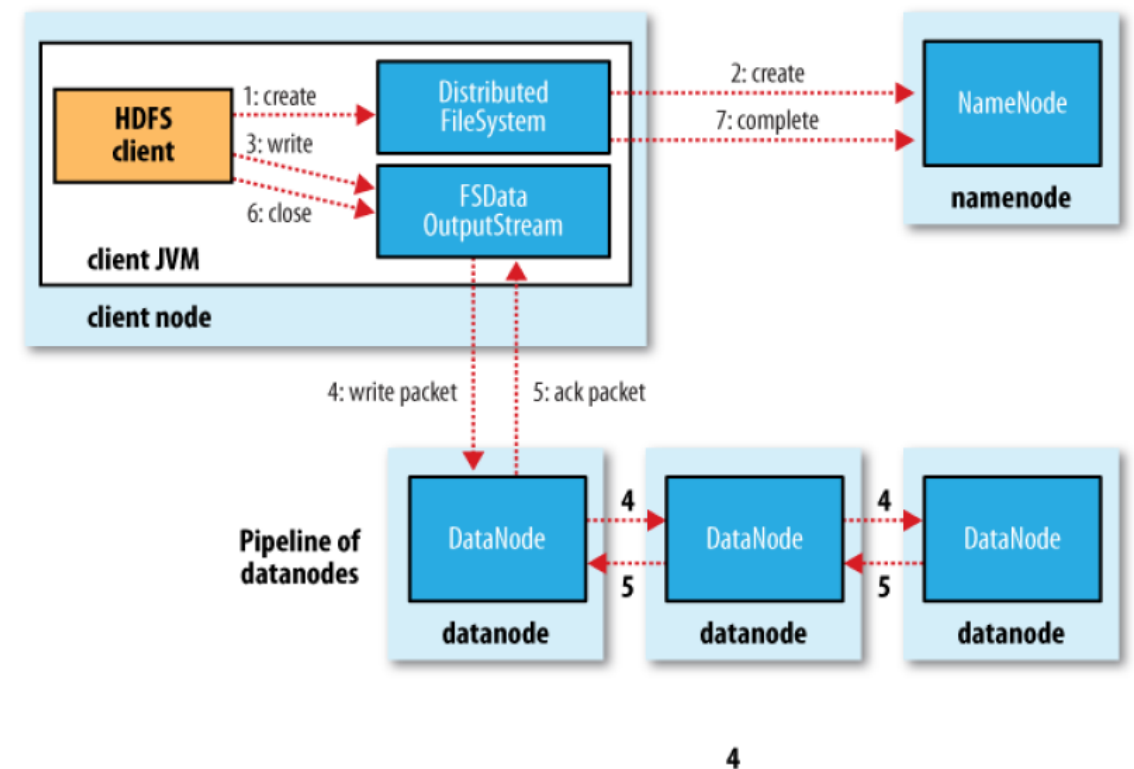 HDFS
client
1: create
3: write
6: close
Distributed
FileSystem
FSData
OutputStream
client JVM
client node
2: create
7: complete
NameNode
namenode
4: write packet
5: ack packet
Pipeline of
datanodes
DataNode
datanode
4
5
DataNode
datanode
4
5
DataNode
datanode
4